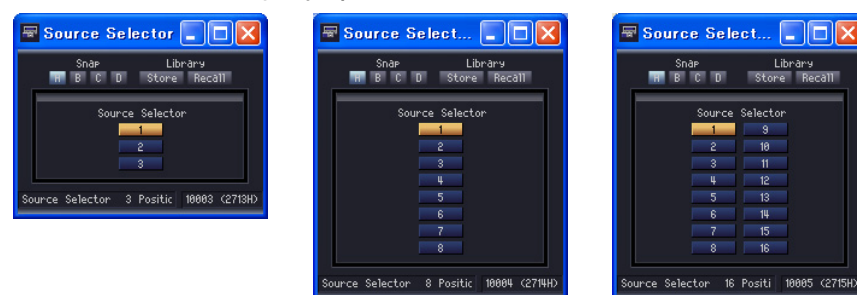 Source Selector
Snap Library
A B C D Store Recall
Source Selector
1
2
3
Source Selector 3 Positic 10003 (2713H)
Source Select...
Snap Library
A B C D Store Recall
Source Selector
1
2
3
4
5
6
7
8
Source Selector 8 Positic 10004 (2714H)
Source Select...
Snap Library
A B C D Store Recall
Source Selector
1 9
2 10
3 11
4 12
5 13
6 14
7 15
8 16
Source Selector 16 Positi 10005 (2715H)